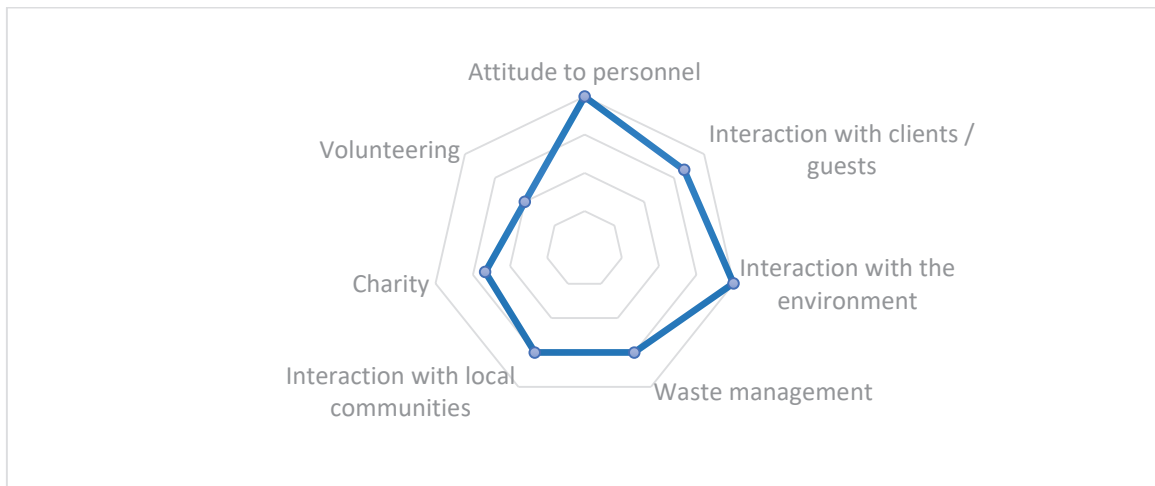 Attitude to personnel
Interaction with clients /
guests
Interaction with the
environment
Waste management
Interaction with local
communities
Charity
Volunteering